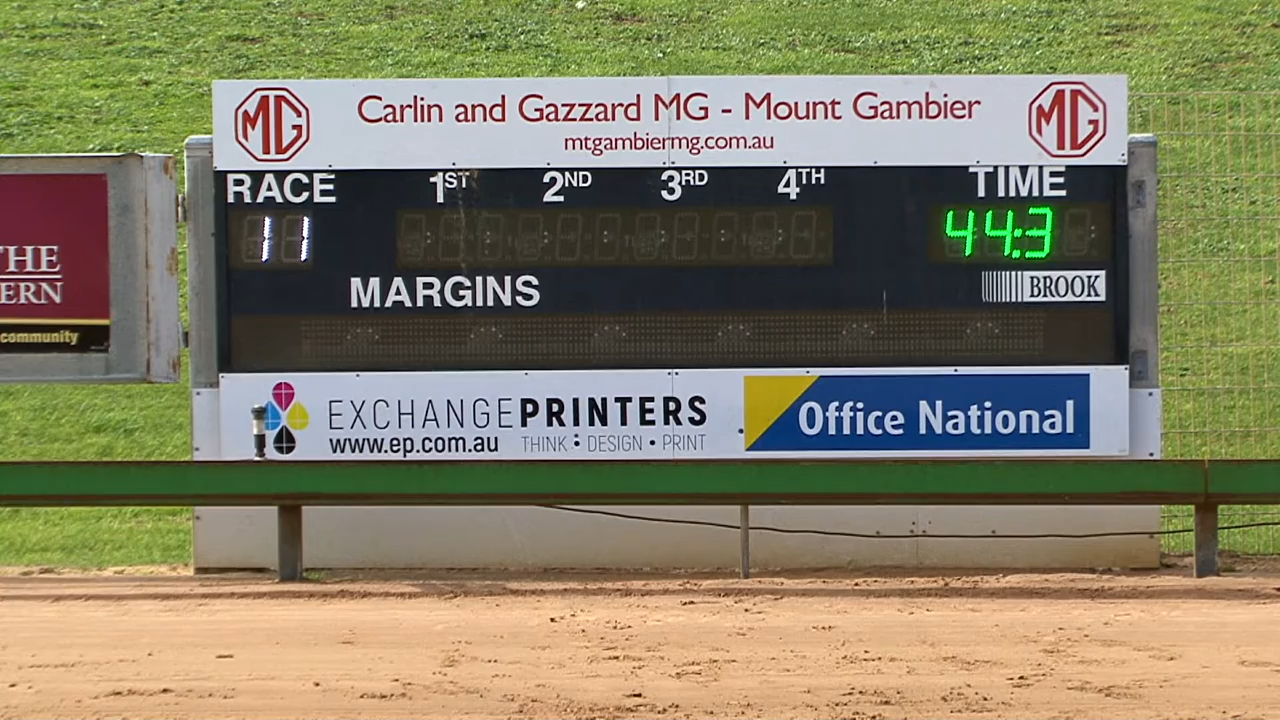 MG Carlin and Gazzard MG - Mount Gambier MG
mtgambiermg.com.au
RACE 1ST 2ND 3RD 4TH TIME
11 44:3
MARGINS BROOK
THE
ERN
community
EXCHANGEPRINTERS
www.ep.com.au THINK : DESIGN • PRINT
Office National